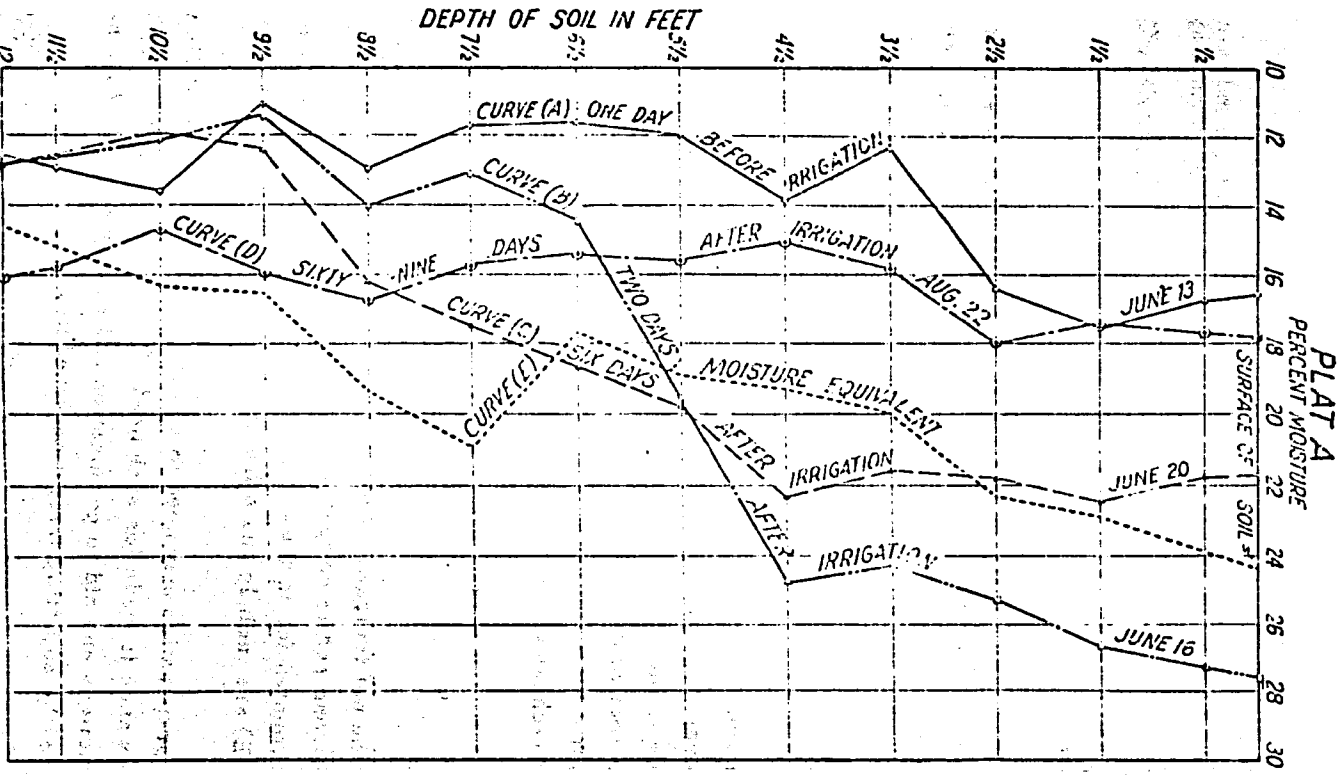 DEPTH OF SOIL IN FEET
12
11½
10½
9½
8½
7½
6½
5½
4½
3½
2½
1½
½
PLAT A
PERCENT MOISTURE
SURFACE OF SOIL
10
12
14
16
18
20
22
24
26
28
30
CURVE (A) ONE DAY BEFORE IRRIGATION JUNE 13
CURVE (B) TWO DAYS AFTER IRRIGATION JUNE 16
CURVE (D) SIXTY NINE DAYS AFTER IRRIGATION AUG. 22
CURVE (C) SIX DAYS AFTER IRRIGATION JUNE 20
CURVE (E) MOISTURE EQUIVALENT